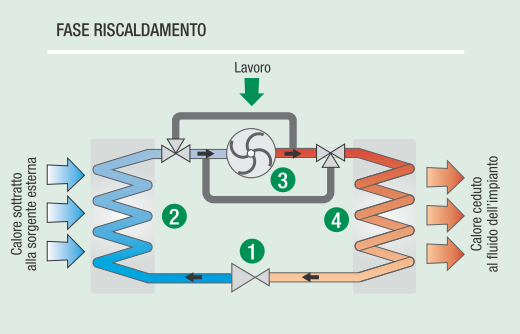 FASE RISCALDAMENTO
Lavoro
Calore sottratto
alla sorgente esterna
2
3
4
1
Calore ceduto
al fluido dell'impianto